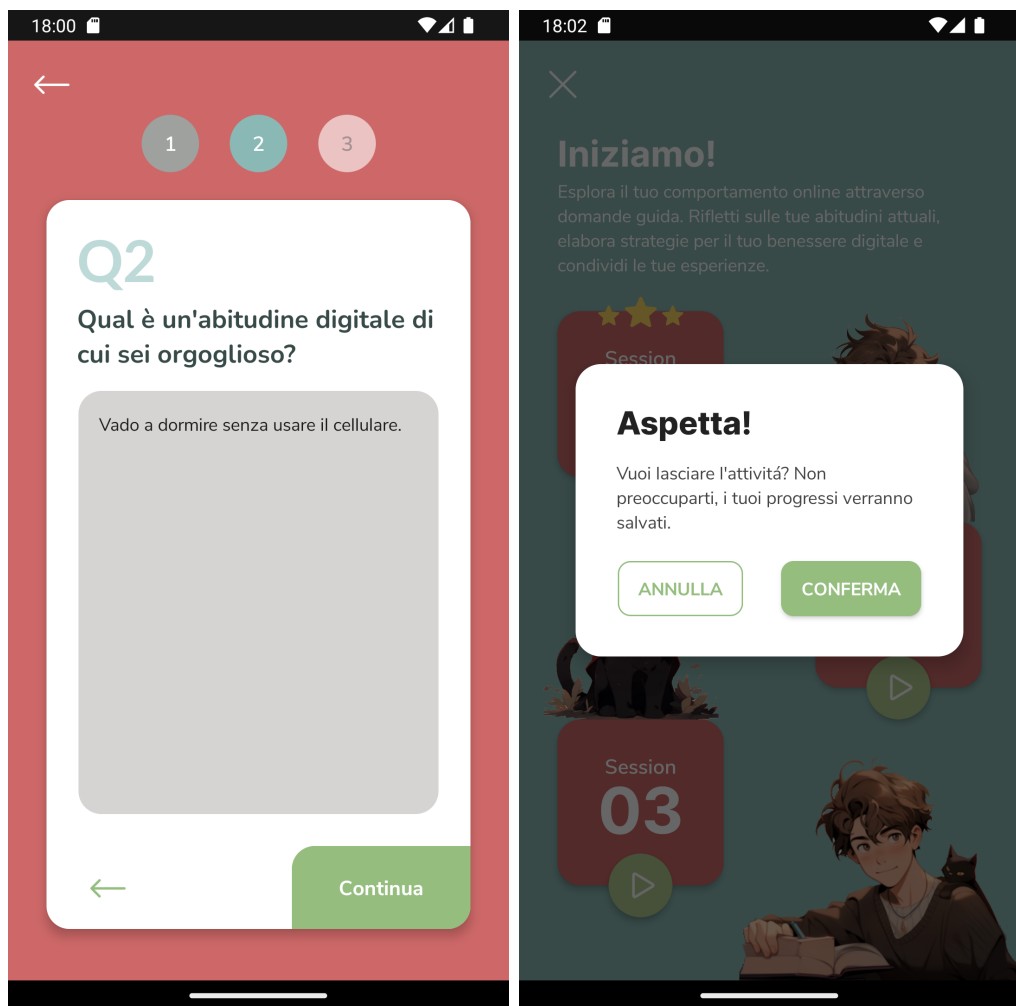 18:00
1 2 3
Q2
Qual è un'abitudine digitale di
cui sei orgoglioso?
Vado a dormire senza usare il cellulare.
Continua
18:02
Iniziamo!
Esplora il tuo comportamento online attraverso
domande guida. Rifletti sulle tue abitudini attuali,
elabora strategie per il tuo benessere digitale e
condividi le tue esperienze.
Session
Aspetta!
Vuoi lasciare l'attivitá? Non
preoccuparti, i tuoi progressi verranno
salvati.
ANNULLA CONFERMA
Session
03